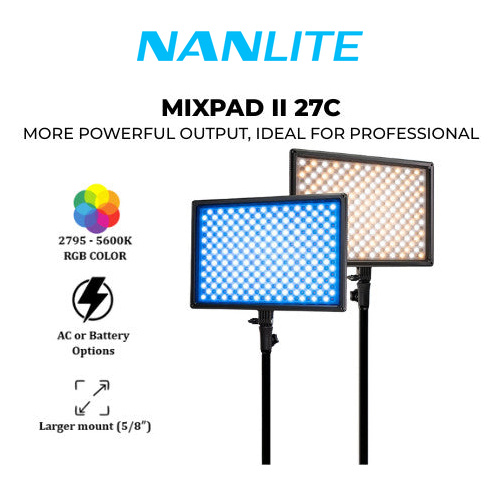 NANLITE
MIXPAD II 27C
MORE POWERFUL OUTPUT, IDEAL FOR PROFESSIONAL
2795 - 5600K
RGB COLOR
AC or Battery
Options
Larger mount (5/8″)